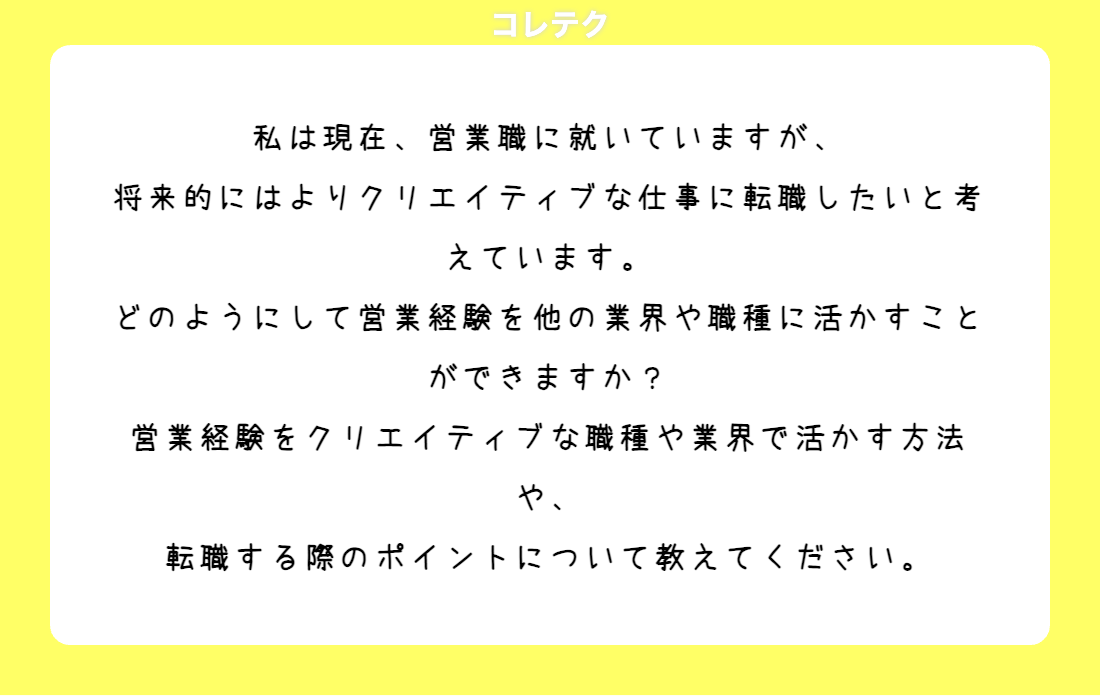 コレテク
私は現在、営業職に就いていますが、
将来的にはよりクリエイティブな仕事に転職したいと考
えています。
どのようにして営業経験を他の業界や職種に活かすこと
ができますか？
営業経験をクリエイティブな職種や業界で活かす方法
や、
転職する際のポイントについて教えてください。